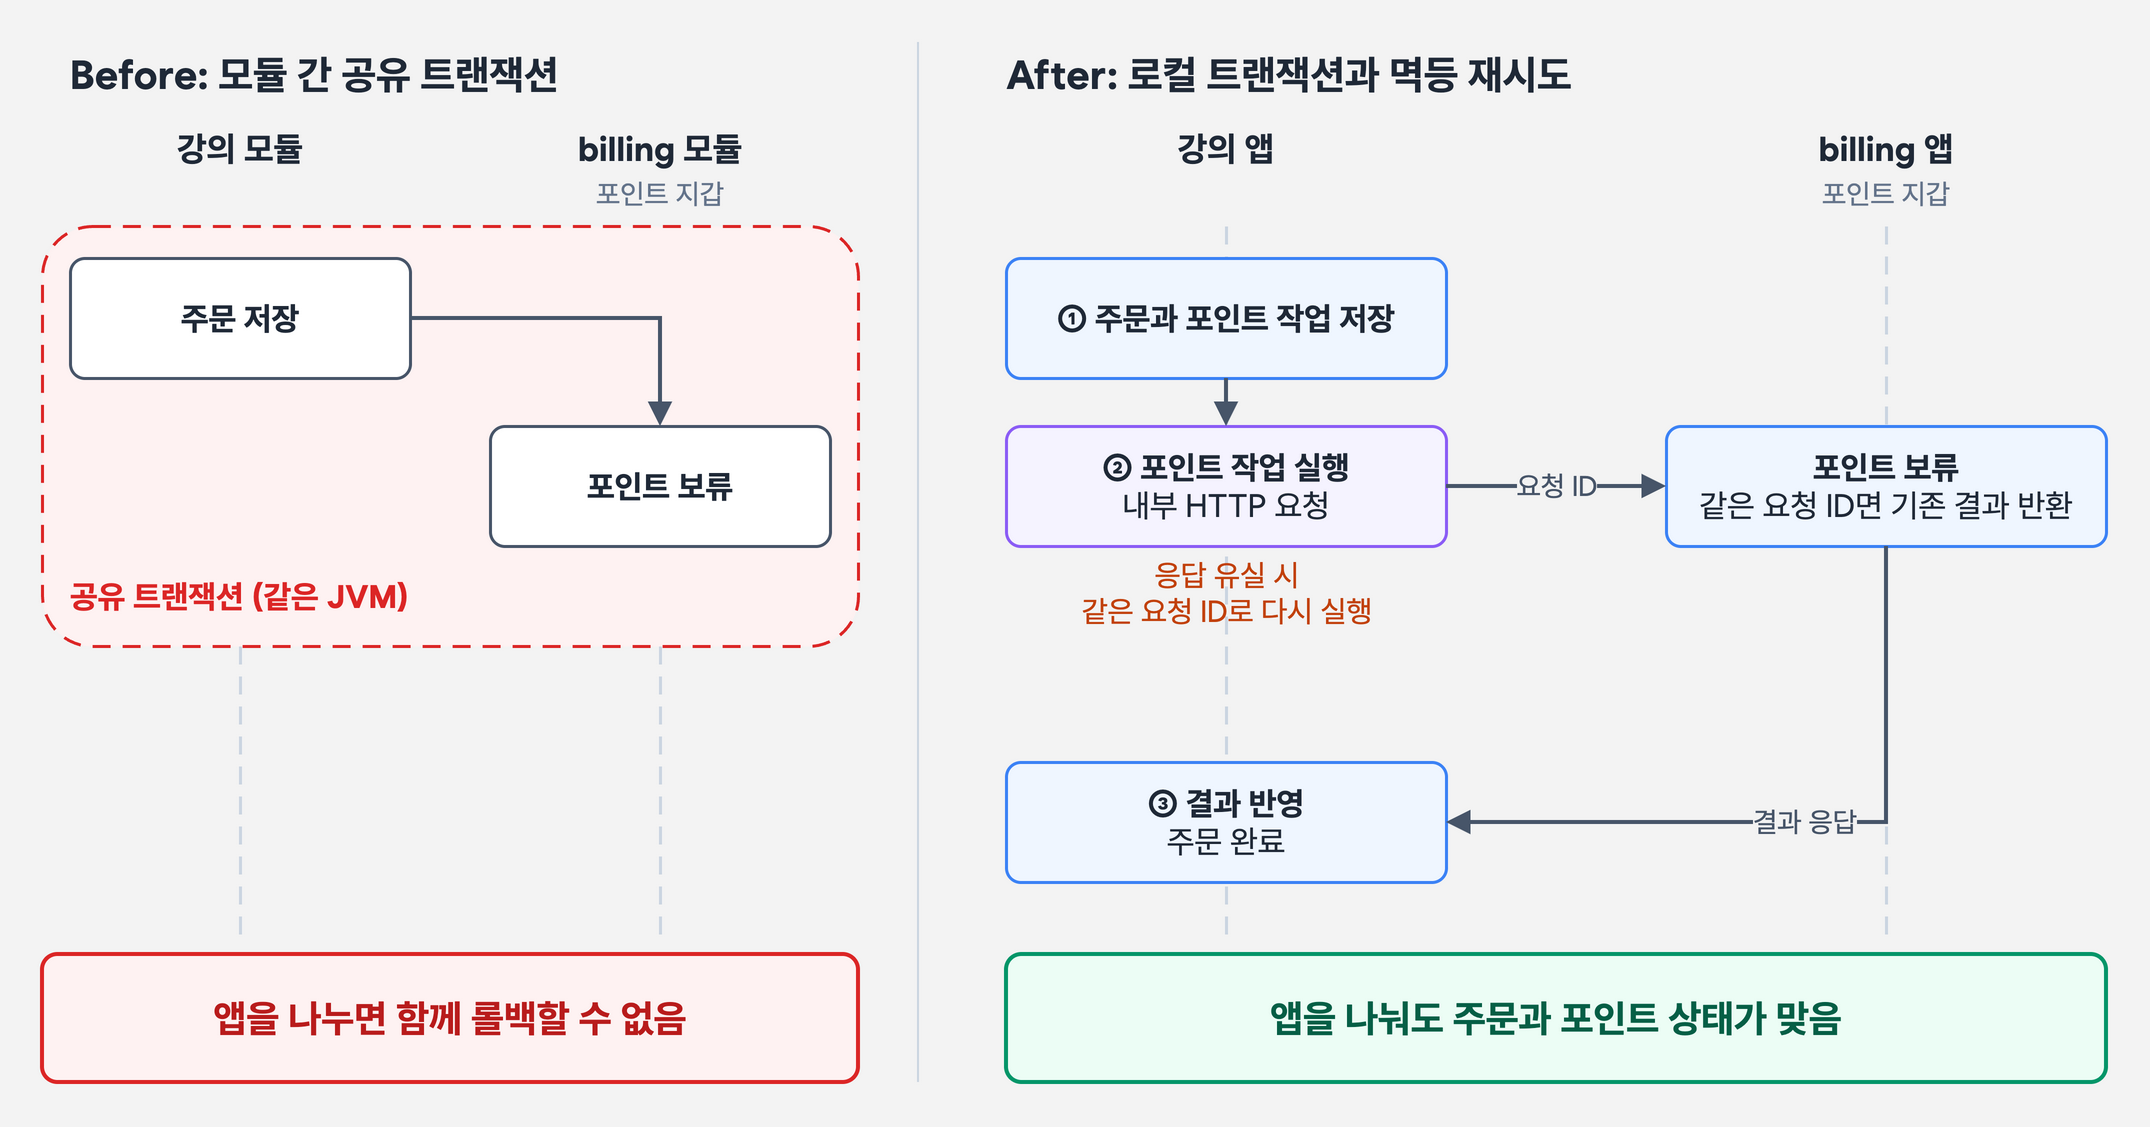 Before: 모듈 간 공유 트랜잭션
강의 모듈
billing 모듈
포인트 지갑
주문 저장
포인트 보류
공유 트랜잭션 (같은 JVM)
앱을 나누면 함께 롤백할 수 없음
After: 로컬 트랜잭션과 멱등 재시도
강의 앱
billing 앱
포인트 지갑
① 주문과 포인트 작업 저장
② 포인트 작업 실행
내부 HTTP 요청
요청 ID
포인트 보류
같은 요청 ID면 기존 결과 반환
응답 유실 시
같은 요청 ID로 다시 실행
③ 결과 반영
주문 완료
결과 응답
앱을 나눠도 주문과 포인트 상태가 맞음